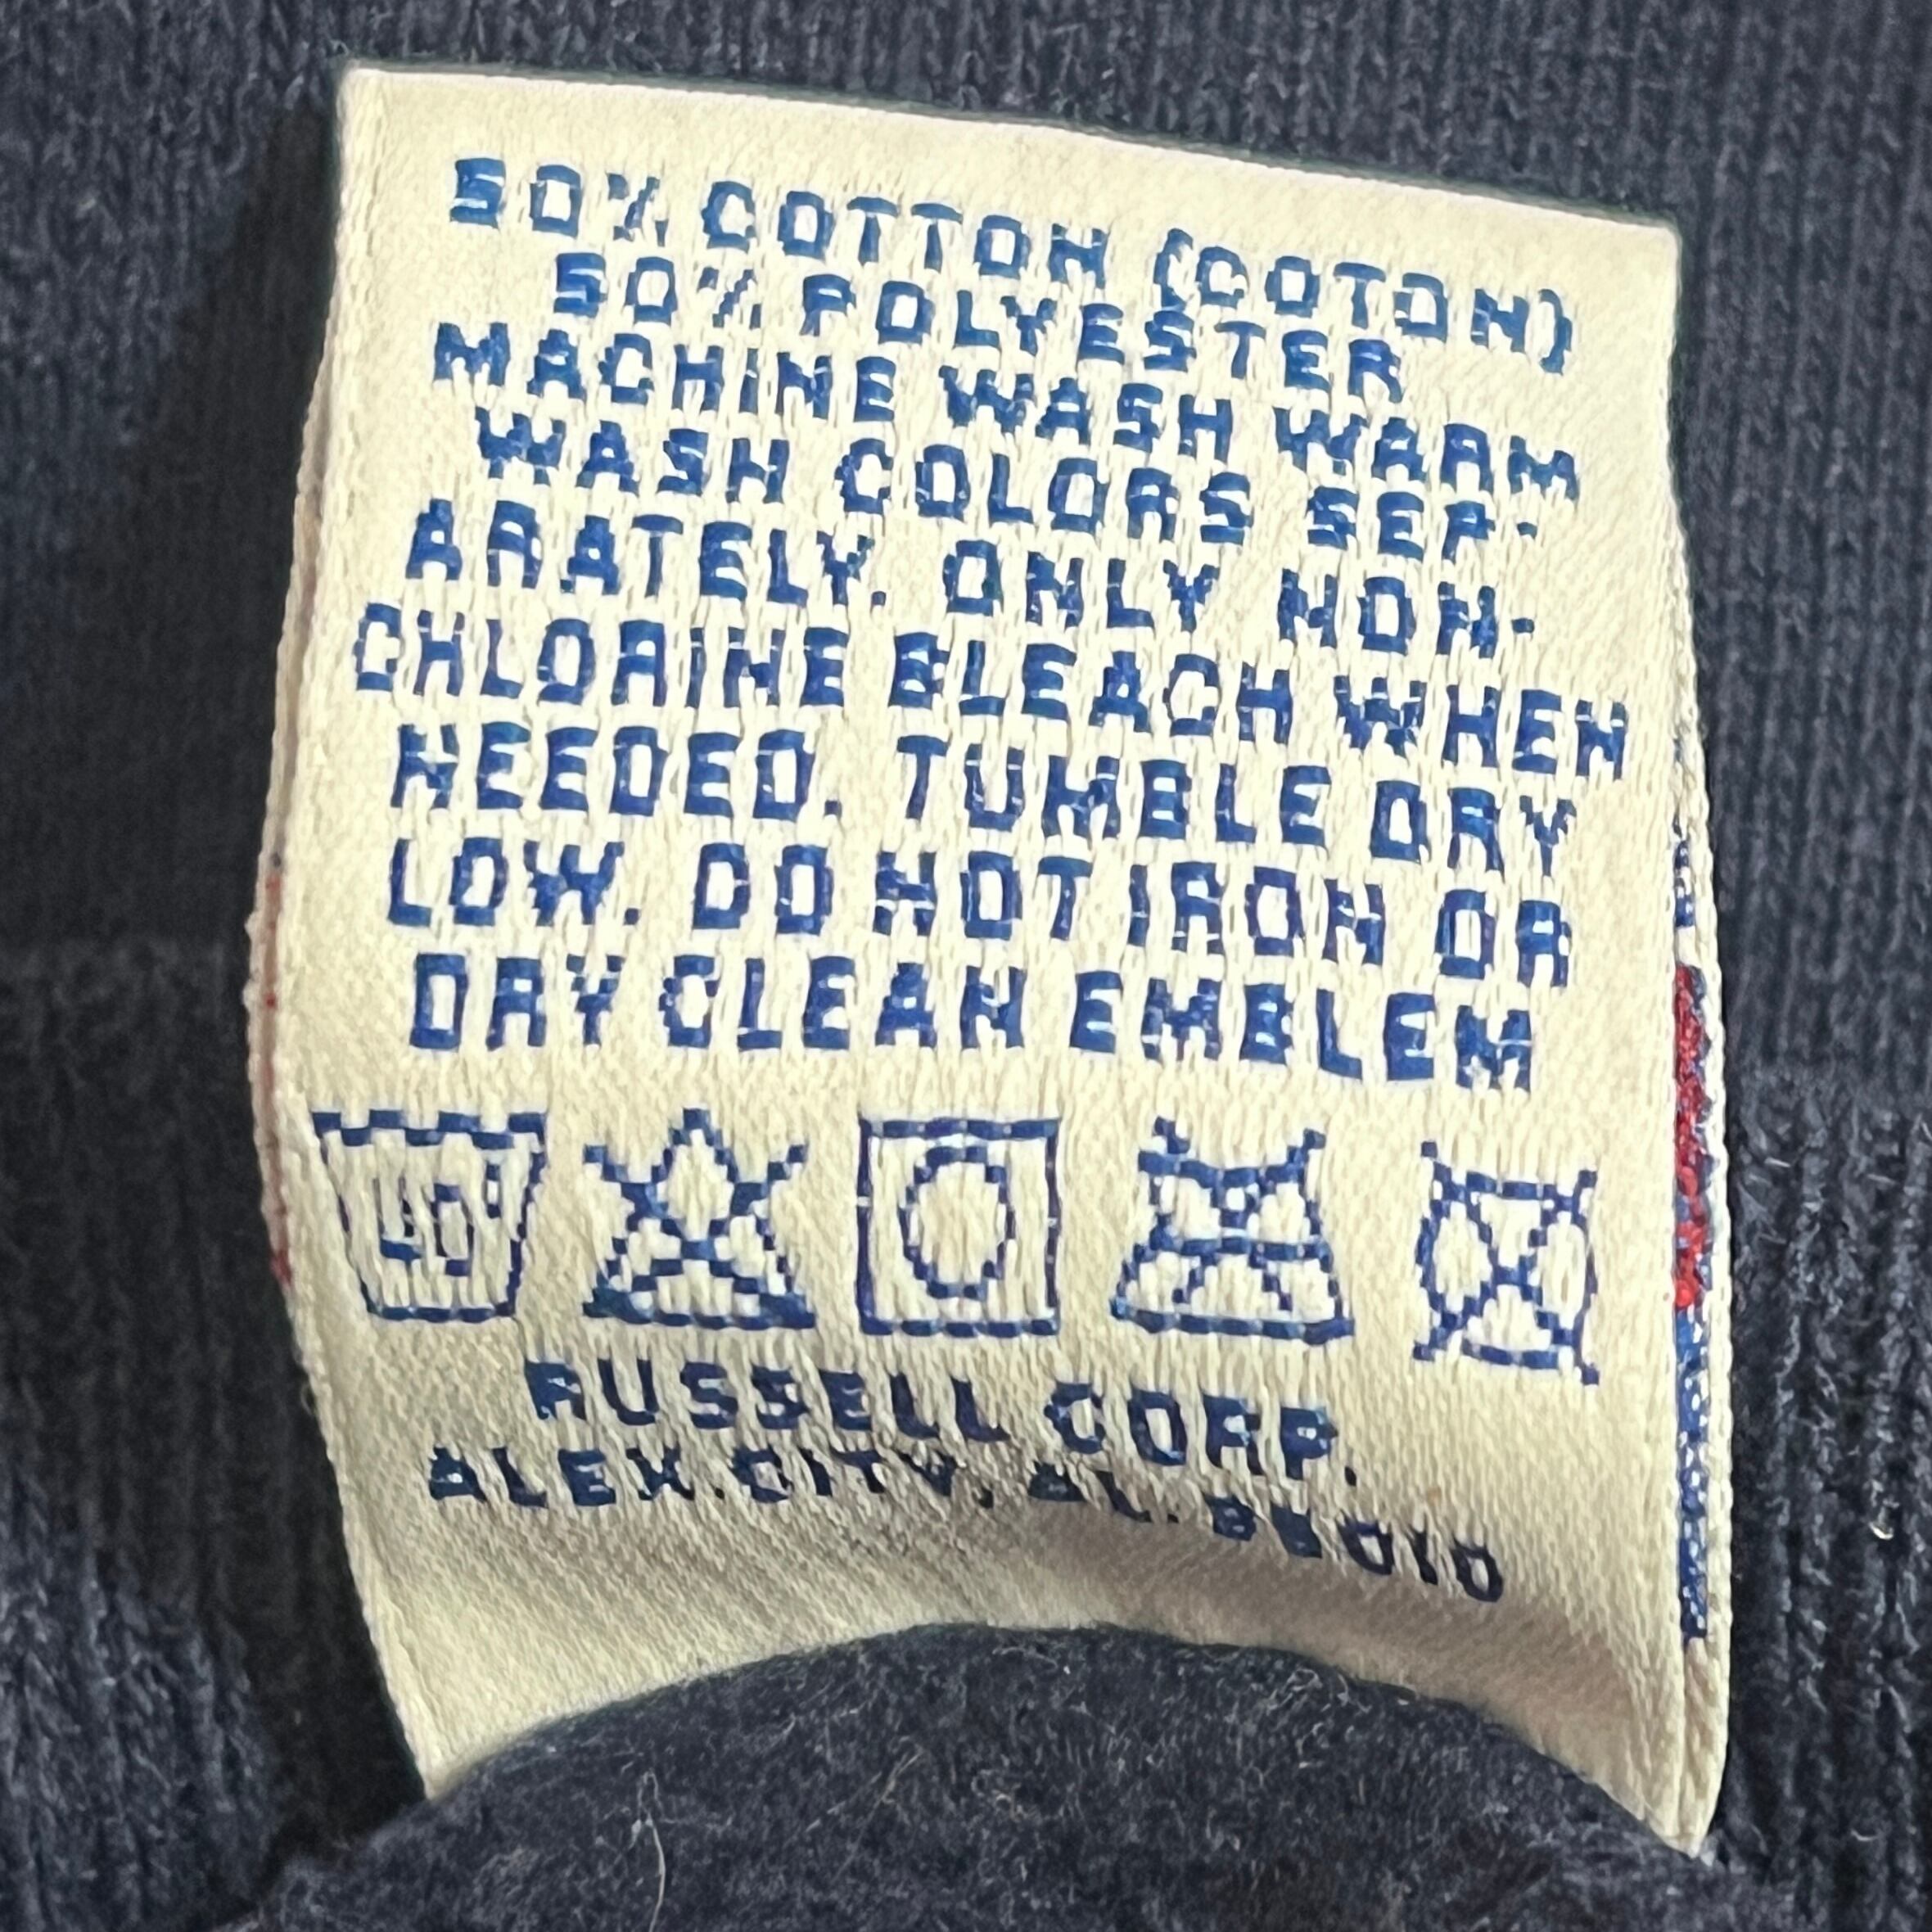 50% COTTON (COTON)
50% POLYESTER
MACHINE WASH WARM
WASH COLORS SEP-
ARATELY. ONLY NON-
CHLORINE BLEACH WHEN
NEEDED. TUMBLE DRY
LOW. DO NOT IRON OR
DRY CLEAN EMBLEM
40°
RUSSELL CORP.
ALEX. CITY, AL. 35010